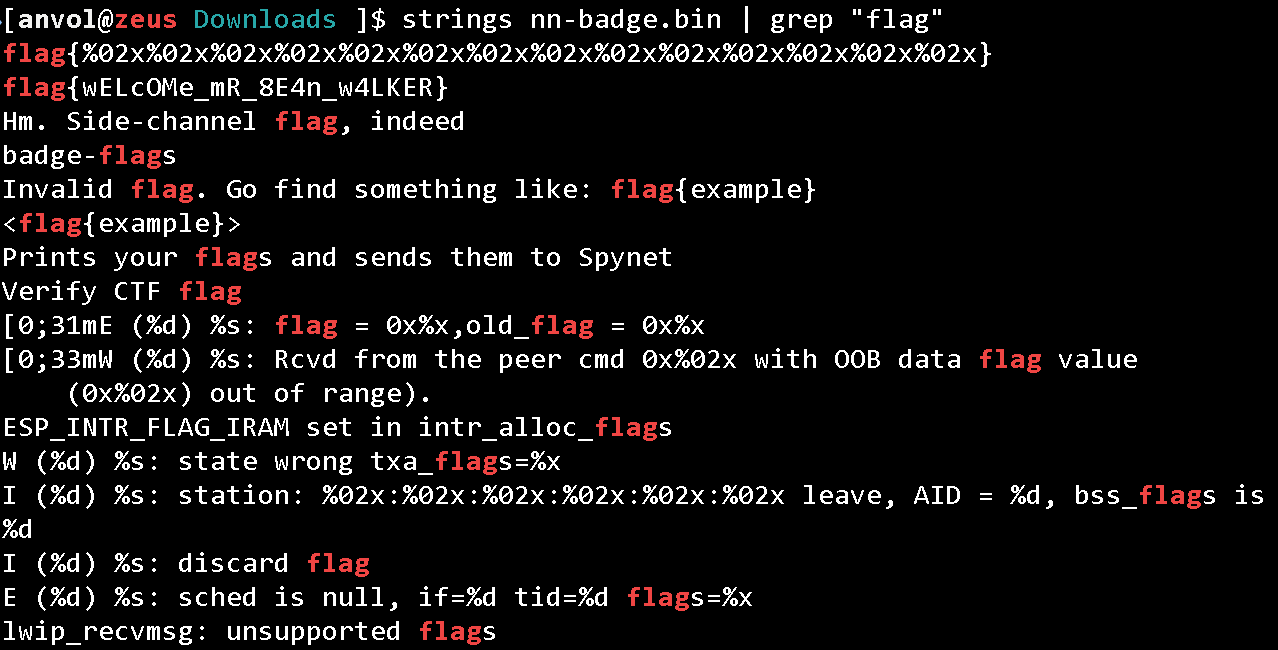 [anvol@zeus Downloads ]$ strings nn-badge.bin | grep "flag"
flag{%02x%02x%02x%02x%02x%02x%02x%02x%02x%02x%02x%02x%02x%02x}
flag{wELcOMe_mR_8E4n_w4LKER}
Hm. Side-channel flag, indeed
badge-flags
Invalid flag. Go find something like: flag{example}
<flag{example}>
Prints your flags and sends them to Spynet
Verify CTF flag
[0;31mE (%d) %s: flag = 0x%x,old_flag = 0x%x
[0;33mW (%d) %s: Rcvd from the peer cmd 0x%02x with OOB data flag value
(0x%02x) out of range).
ESP_INTR_FLAG_IRAM set in intr_alloc_flags
W (%d) %s: state wrong txa_flags=%x
I (%d) %s: station: %02x:%02x:%02x:%02x:%02x:%02x leave, AID = %d, bss_flags is
%d
I (%d) %s: discard flag
E (%d) %s: sched is null, if=%d tid=%d flags=%x
lwip_recvmsg: unsupported flags